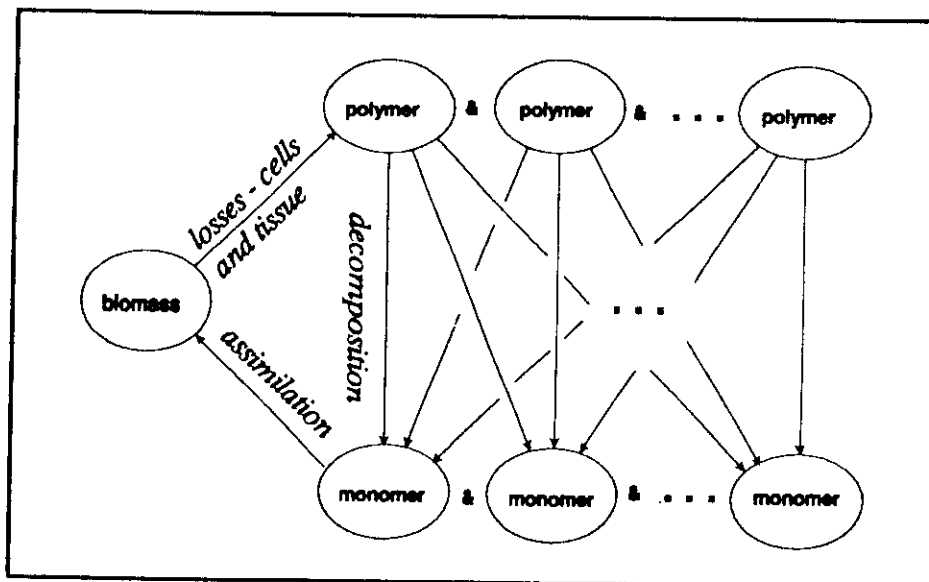 polymer & polymer & ... polymer
losses - cells
and tissue
decomposition
biomass
...
assimilation
monomer & monomer & ... monomer